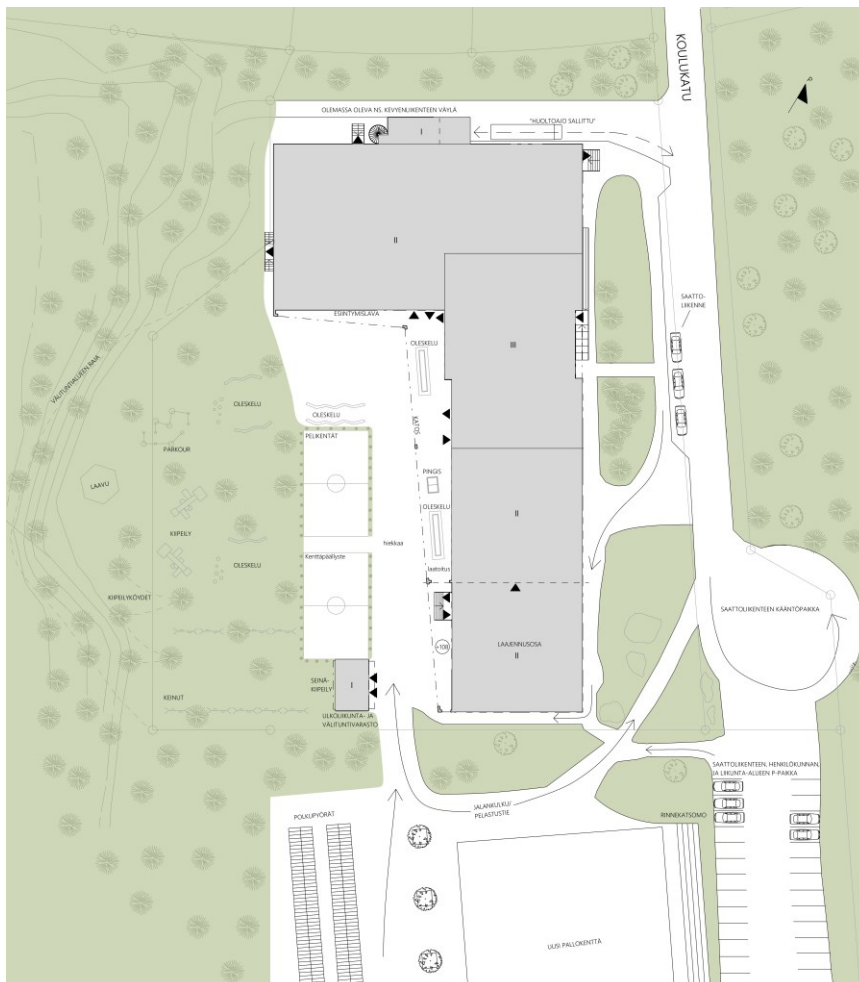 KOULUKATU
P
OLEMASSA OLEVA NS. KEVYENLIIKENTEEN VÄYLÄ
"HUOLTOAJO SALLITTU"
I
II
ESIINTYMISLAVA
SAATTO-
LIIKENNE
OLESKELU
III
VÄLITUNTIALUEEN RAJA
OLESKELU
OLESKELU
KATOS
PELIKENTÄT
PARKOUR
LAAVU
PINGIS
KIIPEILY
OLESKELU
II
hiekkaa
Kenttäpäällyste
OLESKELU
laatoitus
KIIPEILYKÖYDET
SAATTOLIIKENTEEN KÄÄNTÖPAIKKA
LAAJENNUSOSA
II
+108
SEINÄ-
KIIPEILY
I
KEINUT
ULKOLIIKUNTA- JA
VÄLITUNTIVARASTO
SAATTOLIIKENTEEN, HENKILÖKUNNAN,
JA LIIKUNTA-ALUEEN P-PAIKKA
JALANKULKU/
PELASTUSTIE
POLKUPYÖRÄT
RINNEKATSOMO
UUSI PALLOKENTTÄ